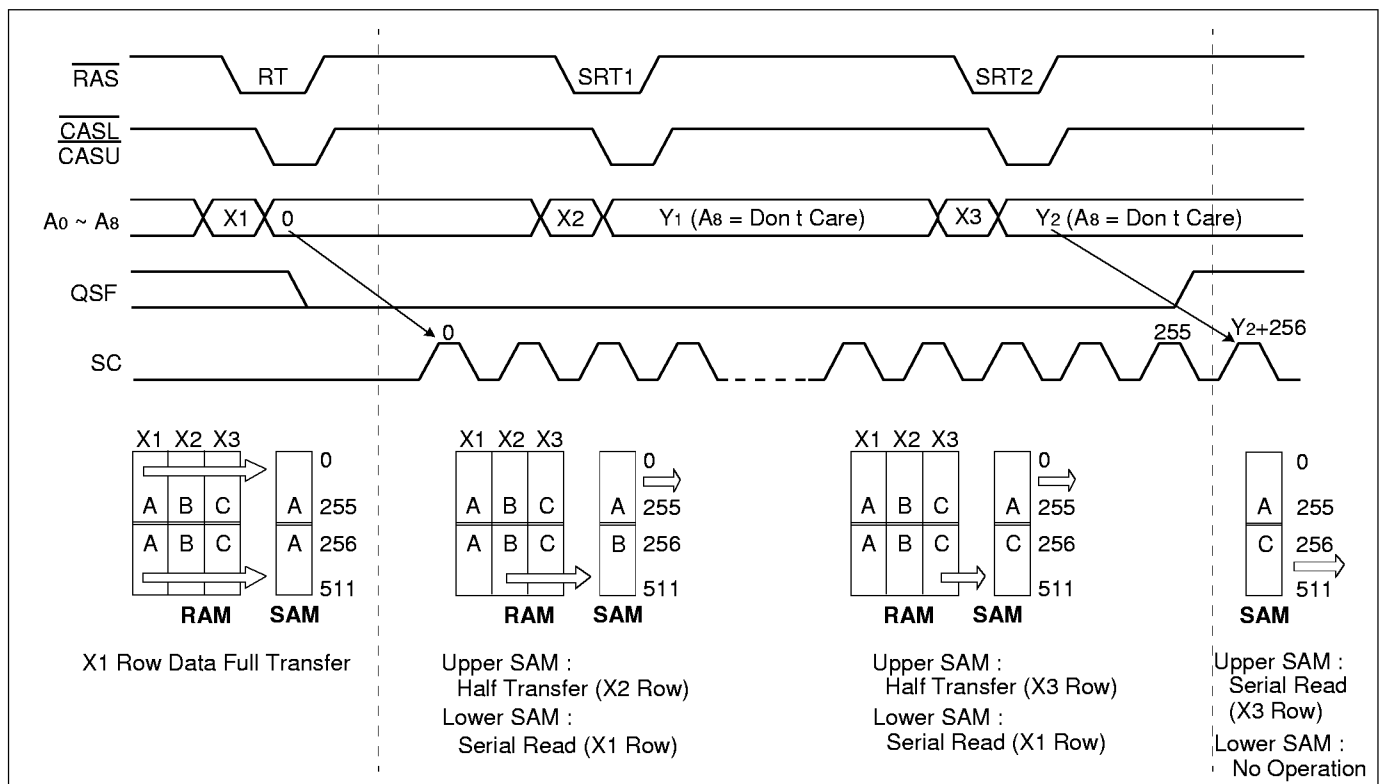 RAS
RT
SRT1
SRT2
CASL
CASU
A0 ~ A8
X1
0
X2
Y1 (A8 = Don t Care)
X3
Y2 (A8 = Don t Care)
QSF
SC
0
255
Y2+256
X1 X2 X3
0
A B C
A
255
A B C
A
256
511
RAM
SAM
X1 Row Data Full Transfer
X1 X2 X3
0
A B C
A
255
A B C
B
256
511
RAM
SAM
Upper SAM :
Half Transfer (X2 Row)
Lower SAM :
Serial Read (X1 Row)
X1 X2 X3
0
A B C
A
255
A B C
C
256
511
RAM
SAM
Upper SAM :
Half Transfer (X3 Row)
Lower SAM :
Serial Read (X1 Row)
0
A
255
C
256
511
SAM
Upper SAM :
Serial Read
(X3 Row)
Lower SAM :
No Operation